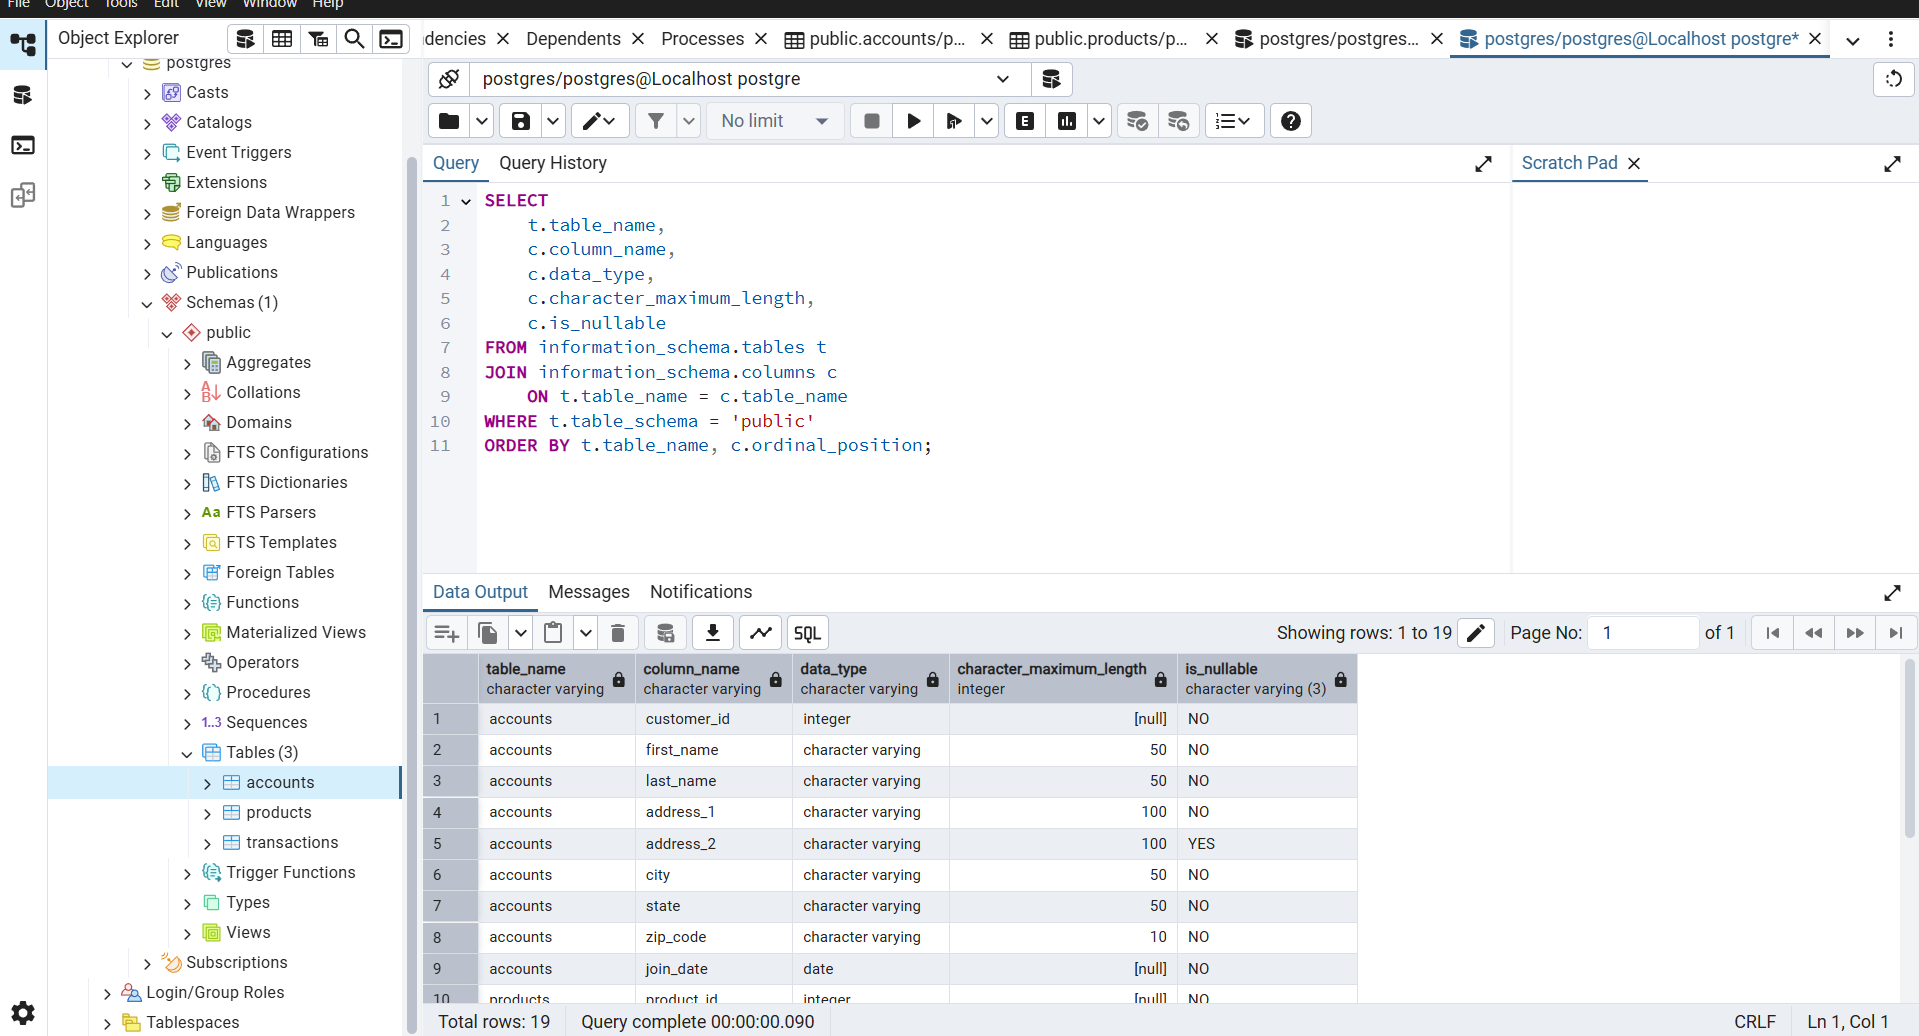 File Object Tools Edit View Window Help
Object Explorer
dencies Dependents Processes public.accounts/p... public.products/p... postgres/postgres... postgres/postgres@Localhost postgre*
postgres/postgres@Localhost postgre
No limit
E
postgres
Casts
Catalogs
Event Triggers
Extensions
Foreign Data Wrappers
Languages
Publications
Schemas (1)
public
Aggregates
Collations
Domains
FTS Configurations
FTS Dictionaries
Aa FTS Parsers
FTS Templates
Foreign Tables
Functions
Materialized Views
Operators
Procedures
1..3 Sequences
Tables (3)
accounts
products
transactions
Trigger Functions
Types
Views
Subscriptions
Login/Group Roles
Tablespaces
Query Query History
Scratch Pad
1 SELECT
2 t.table_name,
3 c.column_name,
4 c.data_type,
5 c.character_maximum_length,
6 c.is_nullable
7 FROM information_schema.tables t
8 JOIN information_schema.columns c
9 ON t.table_name = c.table_name
10 WHERE t.table_schema = 'public'
11 ORDER BY t.table_name, c.ordinal_position;
Data Output Messages Notifications
SQL
Showing rows: 1 to 19 Page No: 1 of 1
table_name column_name data_type character_maximum_length is_nullable
character varying character varying character varying integer character varying (3)
1 accounts customer_id integer [null] NO
2 accounts first_name character varying 50 NO
3 accounts last_name character varying 50 NO
4 accounts address_1 character varying 100 NO
5 accounts address_2 character varying 100 YES
6 accounts city character varying 50 NO
7 accounts state character varying 50 NO
8 accounts zip_code character varying 10 NO
9 accounts join_date date [null] NO
10 products product_id integer [null] NO
Total rows: 19 Query complete 00:00:00.090
CRLF Ln 1, Col 1